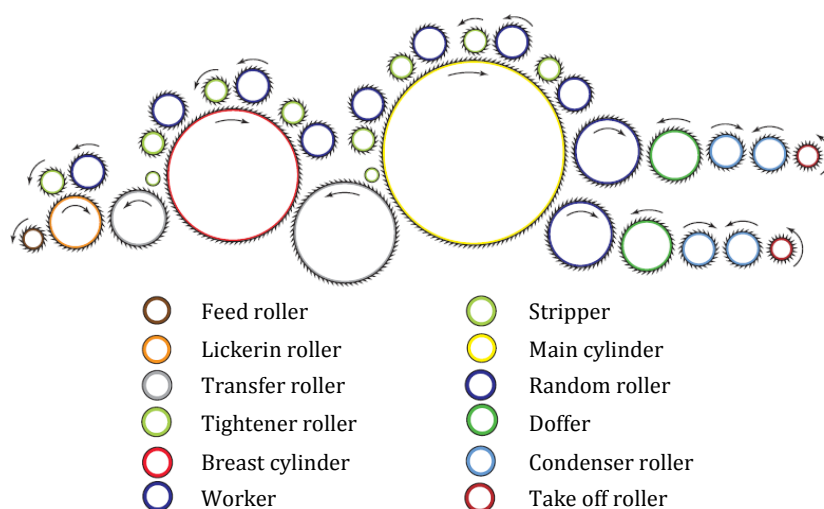 Feed roller
Lickerin roller
Transfer roller
Tightener roller
Breast cylinder
Worker
Stripper
Main cylinder
Random roller
Doffer
Condenser roller
Take off roller